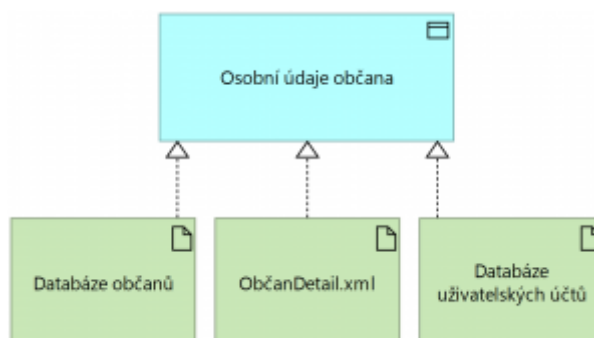 Osobní údaje občana
Databáze občanů
ObčanDetail.xml
Databáze
uživatelských účtů